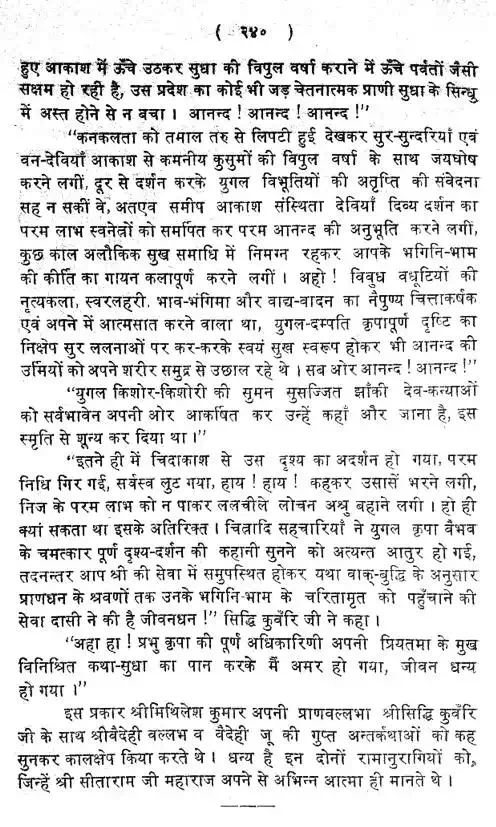 ( २४० )
हुए आकाश में ऊँचे उठकर सुधा की विपुल वर्षा कराने में ऊँचे पर्वतों जैसी
सक्षम हो रही है, उस प्रदेश का कोई भी जड़ चेतनात्मक प्राणी सुधा के सिन्धु
में अस्त होने से न बचा । आनन्द ! आनन्द ! आनन्द !"
"कनकलता को तमाल तरु से लिपटी हुई देखकर सुर-सुन्दरियाँ एवं
वन-देवियाँ आकाश से कमनीय कुसुमों की विपुल वर्षा के साथ जयघोष
करने लगीं, दूर से दर्शन करके युगल विभूतियों की अतृप्ति की संवेदना
सह न सकीं वे, अतएव समीप आकाश संस्थिता देवियाँ दिव्य दर्शन का
परम लाभ स्वनेत्रों को समर्पित कर परम आनन्द की अनुभूति करने लगीं,
कुछ काल अलौकिक सुख समाधि में निमग्न रहकर आपके भगिनि-भाम
की कीर्ति का गायन कलापूर्ण करने लगीं । अहो ! विबुध वधूटियों की
नृत्यकला, स्वरलहरी, भाव-भंगिमा और वाद्य-वादन का नैपुण्य चित्ताकर्षक
एवं अपने में आत्मसात करने वाला था, युगल-दम्पति कृपापूर्ण दृष्टि का
निक्षेप सुर ललनाओं पर कर-करके स्वयं सुख स्वरूप होकर भी आनन्द की
उर्मियों को अपने शरीर समुद्र से उछाल रहे थे । सब ओर आनन्द ! आनन्द !"
"युगल किशोर-किशोरी की सुमन सुसज्जित झाँकी देव-कन्याओं
को सर्वभावेन अपनी ओर आकर्षित कर उन्हें कहाँ और जाना है, इस
स्मृति से शून्य कर दिया था ।"
"इतने ही में चिदाकाश से उस दृश्य का अदर्शन हो गया, परम
निधि गिर गई, सर्वस्व लुट गया, हाय ! हाय ! कहकर उसासें भरने लगी,
निज के परम लाभ को न पाकर ललचीले लोचन अश्रु बहाने लगी । हो ही
क्या सकता था इसके अतिरिक्त । चित्रादि सहचारियाँ ने युगल कृपा वैभव
के चमत्कार पूर्ण दृश्य-दर्शन की कहानी सुनने को अत्यन्त आतुर हो गई,
तदनन्तर आप श्री की सेवा में समुपस्थित होकर यथा वाक्-बुद्धि के अनुसार
प्राणधन के श्रवणों तक उनके भगिनि-भाम के चरितामृत को पहुँचाने की
सेवा दासी ने की है जीवनधन !" सिद्धि कुवँरि जी ने कहा ।
"अहा हा ! प्रभु कृपा की पूर्ण अधिकारिणी अपनी प्रियतमा के मुख
विनिश्रित कथा-सुधा का पान करके मैं अमर हो गया, जीवन धन्य
हो गया ।"
इस प्रकार श्रीमिथिलेश कुमार अपनी प्राणवल्लभा श्रीसिद्धि कुवँरि
जी के साथ श्रीवैदेही वल्लभ व वैदेही जू की गुप्त अन्तर्कथाओं को कह
सुनकर कालक्षेप किया करते थे । धन्य है इन दोनों रामानुरागियों को,
जिन्हें श्री सीताराम जी महाराज अपने से अभिन्न आत्मा ही मानते थे ।